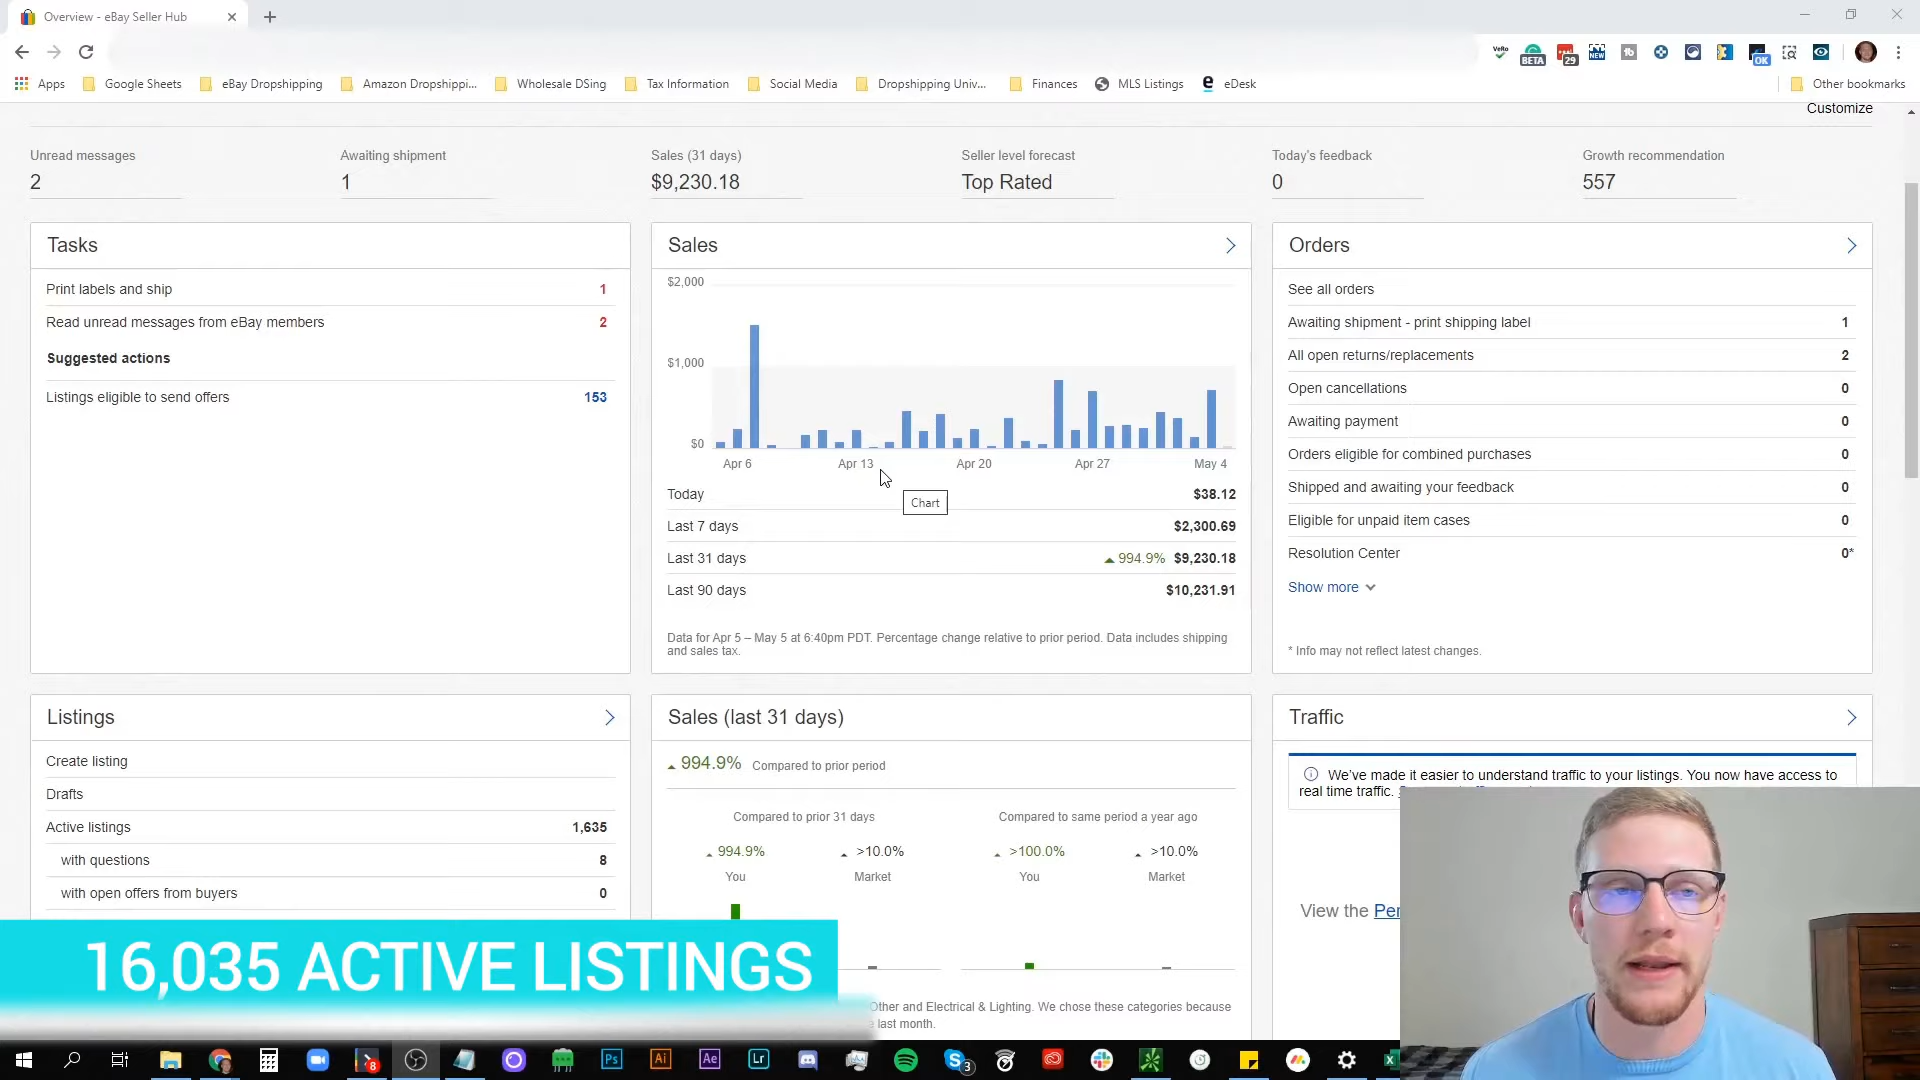 Overview - eBay Seller Hub
Apps
Google Sheets
eBay Dropshipping
Amazon Dropshippi...
Wholesale DSing
Tax Information
Social Media
Dropshipping Univ...
Finances
MLS Listings
eDesk
Other bookmarks
VeRo
BETA
29
NEW
OK
Customize
Unread messages
2
Awaiting shipment
1
Sales (31 days)
$9,230.18
Seller level forecast
Top Rated
Today's feedback
0
Growth recommendation
557
Tasks
Print labels and ship 1
Read unread messages from eBay members 2
Suggested actions
Listings eligible to send offers 153
Sales
$2,000
$1,000
$0
Apr 6 Apr 13 Apr 20 Apr 27 May 4
Chart
Today $38.12
Last 7 days $2,300.69
Last 31 days 994.9% $9,230.18
Last 90 days $10,231.91
Data for Apr 5 – May 5 at 6:40pm PDT. Percentage change relative to prior period. Data includes shipping
and sales tax.
Orders
See all orders
Awaiting shipment - print shipping label 1
All open returns/replacements 2
Open cancellations 0
Awaiting payment 0
Orders eligible for combined purchases 0
Shipped and awaiting your feedback 0
Eligible for unpaid item cases 0
Resolution Center 0*
Show more
* Info may not reflect latest changes.
Listings
Create listing
Drafts
Active listings 1,635
with questions 8
with open offers from buyers 0
Sales (last 31 days)
994.9% Compared to prior period
Compared to prior 31 days
Compared to same period a year ago
994.9% >10.0% >100.0% >10.0%
You Market You Market
Other and Electrical & Lighting. We chose these categories because
last month.
Traffic
We've made it easier to understand traffic to your listings. You now have access to
real time traffic.
View the
16,035 ACTIVE LISTINGS
8
Ps
Ai
Ae
Lr
3